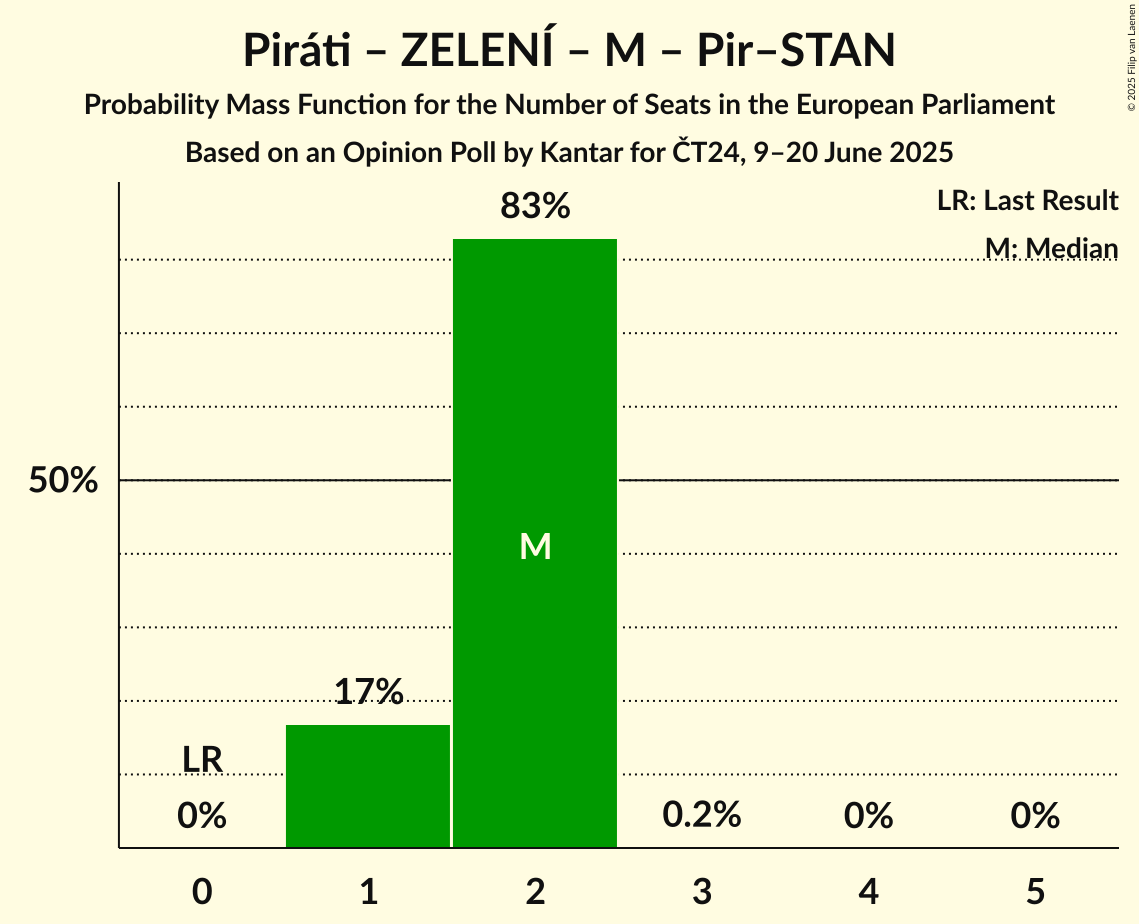 Piráti – ZELENÍ – M – Pir–STAN
Probability Mass Function for the Number of Seats in the European Parliament
Based on an Opinion Poll by Kantar for ČT24, 9–20 June 2025
© 2025 Filip van Laenen
LR: Last Result
M: Median
83%
50%
M
17%
LR
0%
0.2%
0%
0%
0
1
2
3
4
5